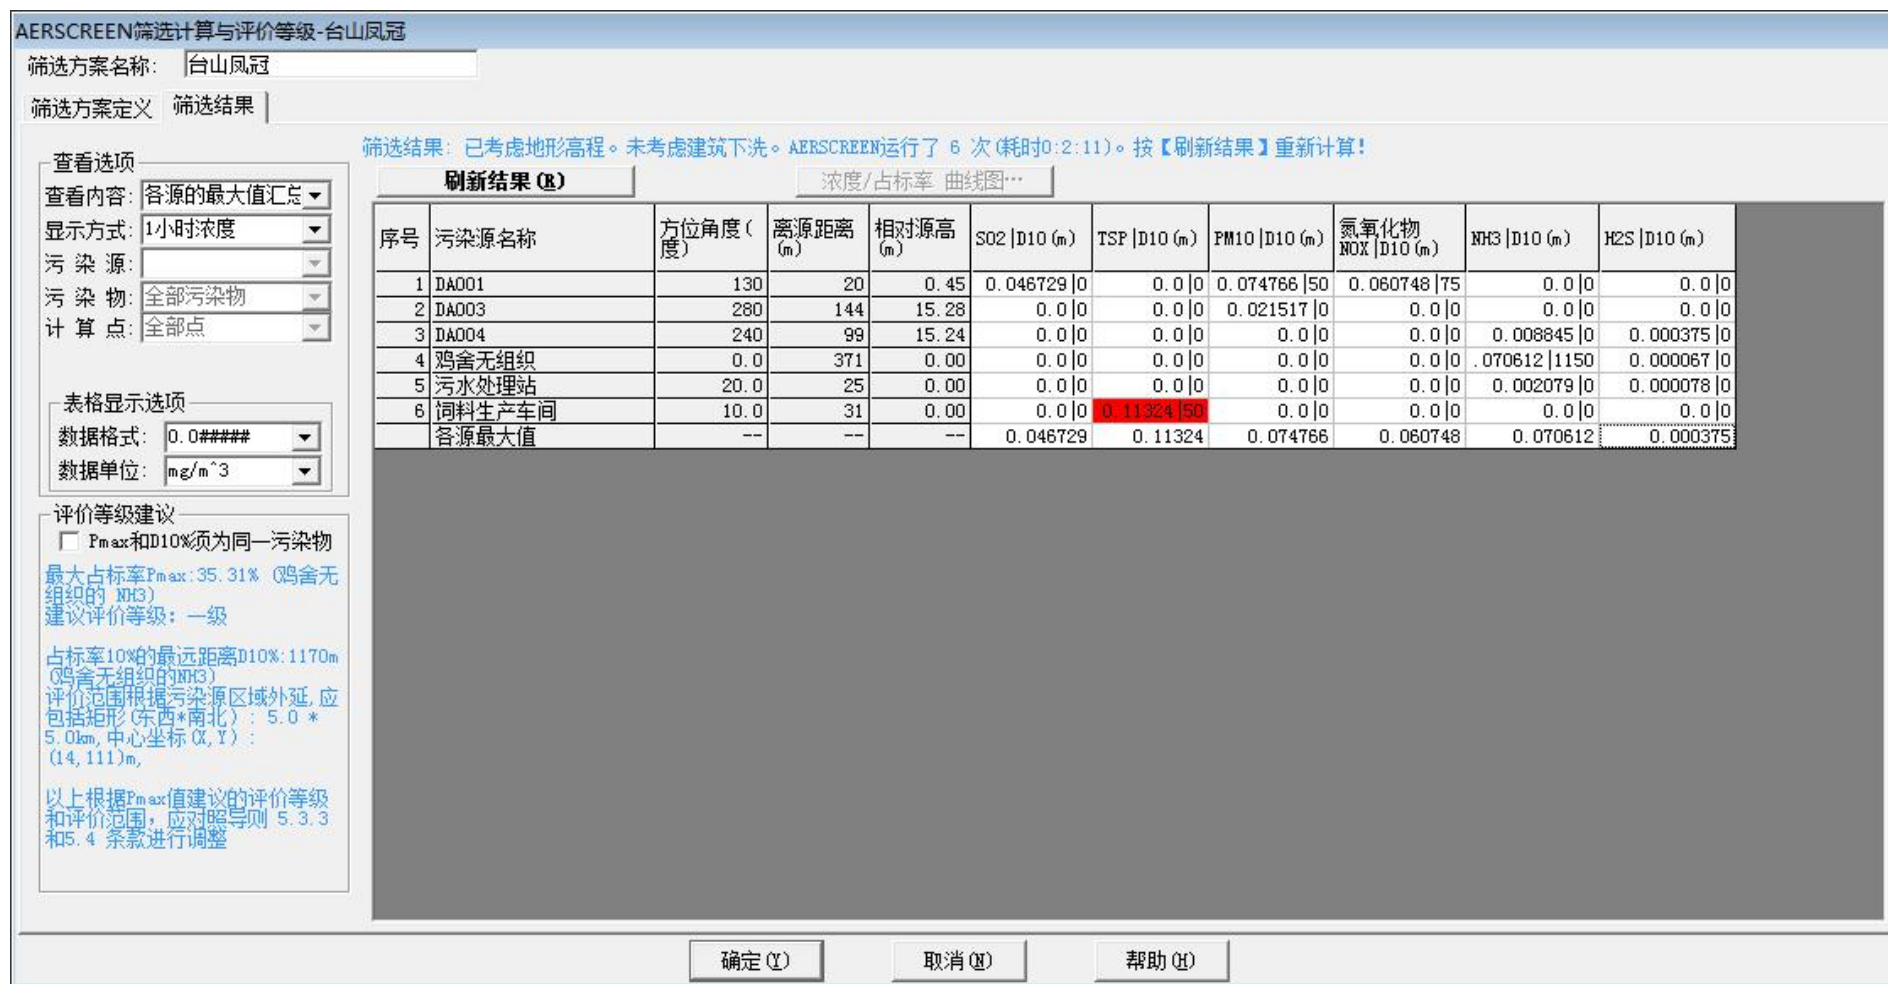 AERSCREEN筛选计算与评价等级-台山凤冠
筛选方案名称: 台山凤冠
筛选方案定义 筛选结果
筛选结果: 已考虑地形高程。未考虑建筑下洗。AERSCREEN运行了 6 次(耗时0:2:11)。按【刷新结果】重新计算!
刷新结果(R) 浓度/占标率 曲线图…
查看选项
查看内容: 各源的最大值汇总
显示方式: 1小时浓度
污 染 源:
污 染 物: 全部污染物
计 算 点: 全部点
表格显示选项
数据格式: 0.0#####
数据单位: mg/m^3
评价等级建议
Pmax和D10%须为同一污染物
最大占标率Pmax:35.31% (鸡舍无
组织的 NH3)
建议评价等级: 一级
占标率10%的最远距离D10%:1170m
(鸡舍无组织的NH3)
评价范围根据污染源区域外延,应
包括矩形(东西*南北): 5.0 *
5.0km,中心坐标(X,Y):
(14,111)m,
以上根据Pmax值建议的评价等级
和评价范围, 应对照导则 5.3.3
和5.4 条款进行调整
序号 污染源名称 方位角度(度) 离源距离(m) 相对源高(m) SO2|D10(m) TSP|D10(m) PM10|D10(m) 氮氧化物NOX|D10(m) NH3|D10(m) H2S|D10(m)
1 DA001 130 20 0.45 0.046729|0 0.0|0 0.074766|50 0.060748|75 0.0|0 0.0|0
2 DA003 280 144 15.28 0.0|0 0.0|0 0.021517|0 0.0|0 0.0|0 0.0|0
3 DA004 240 99 15.24 0.0|0 0.0|0 0.0|0 0.0|0 0.008845|0 0.000375|0
4 鸡舍无组织 0.0 371 0.00 0.0|0 0.0|0 0.0|0 0.0|0 .070612|1150 0.000067|0
5 污水处理站 20.0 25 0.00 0.0|0 0.0|0 0.0|0 0.0|0 0.002079|0 0.000078|0
6 饲料生产车间 10.0 31 0.00 0.0|0 0.11324|50 0.0|0 0.0|0 0.0|0 0.0|0
各源最大值 -- -- -- 0.046729 0.11324 0.074766 0.060748 0.070612 0.000375
确定(Y) 取消(N) 帮助(H)